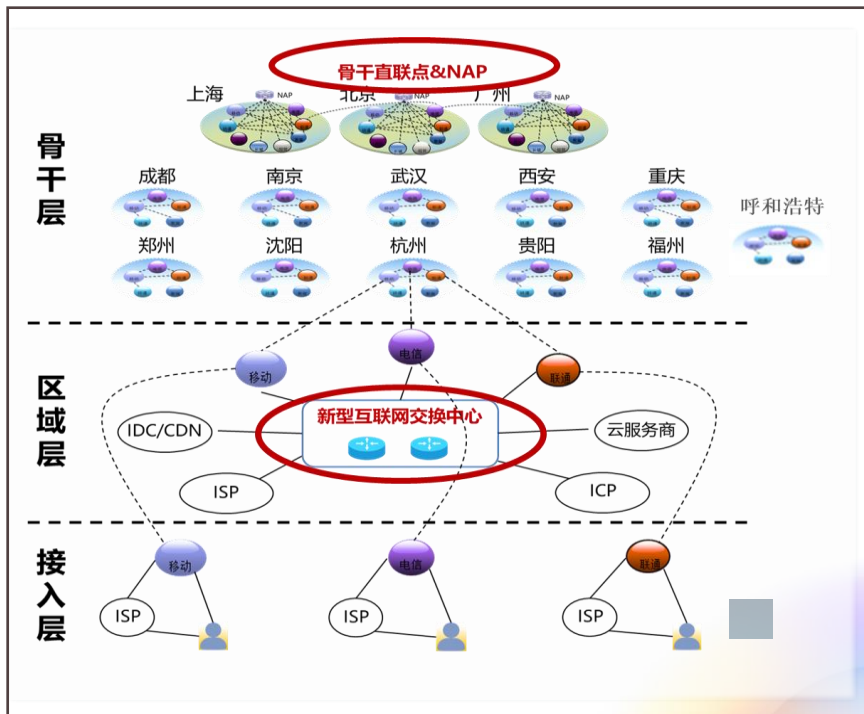 骨干直联点&NAP
上海 NAP 北京 NAP 广州 NAP
骨干层
成都 南京 武汉 西安 重庆
呼和浩特
郑州 沈阳 杭州 贵阳 福州
区域层
移动 电信 联通
新型互联网交换中心
IDC/CDN 云服务商
ISP ICP
接入层
移动 电信 联通
ISP ISP ISP